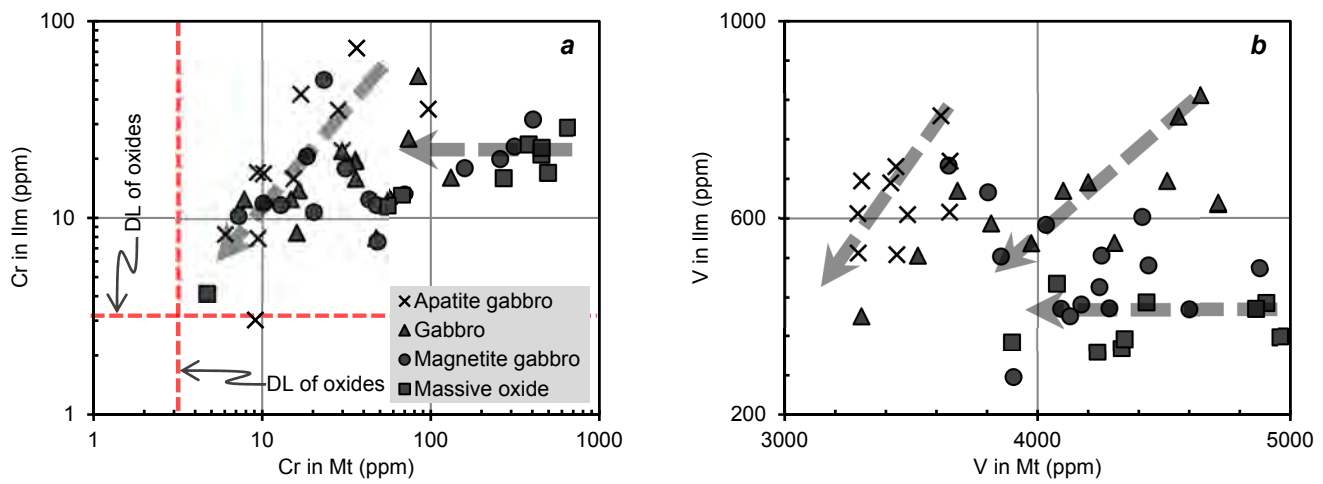 a
100
10
1
Cr in Ilm (ppm)
DL of oxides
DL of oxides
Apatite gabbro
Gabbro
Magnetite gabbro
Massive oxide
1 10 100 1000
Cr in Mt (ppm)
b
1000
600
200
V in Ilm (ppm)
3000 4000 5000
V in Mt (ppm)